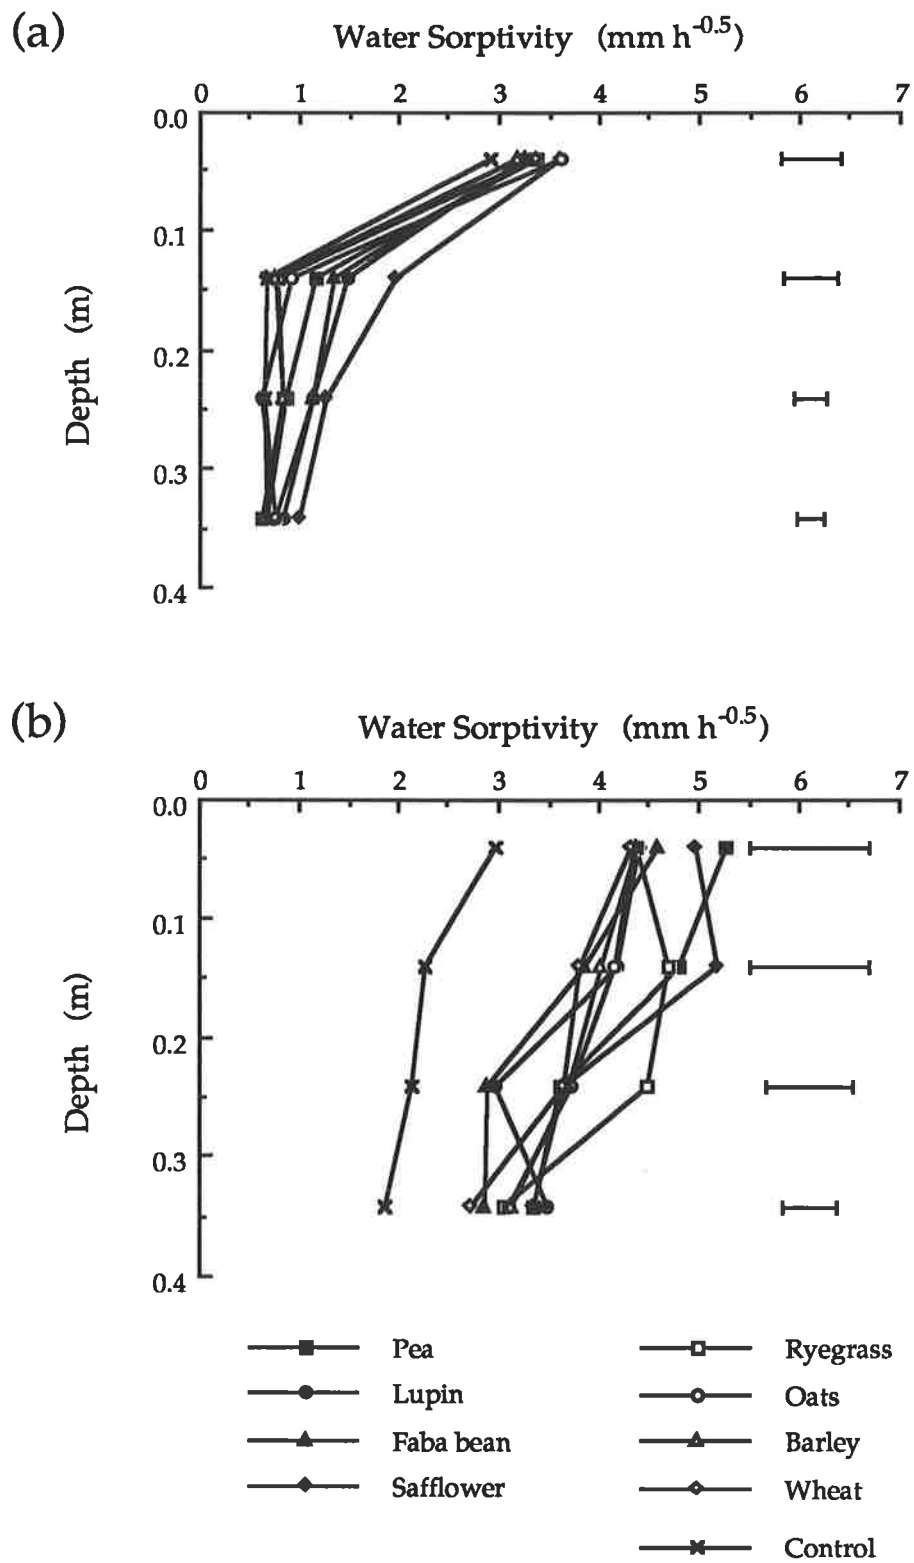 (a)
Water Sorptivity (mm h-0.5)
0 1 2 3 4 5 6 7
0.0
0.1
0.2
0.3
0.4
Depth (m)
(b)
Water Sorptivity (mm h-0.5)
0 1 2 3 4 5 6 7
0.0
0.1
0.2
0.3
0.4
Depth (m)
Pea
Lupin
Faba bean
Safflower
Ryegrass
Oats
Barley
Wheat
Control